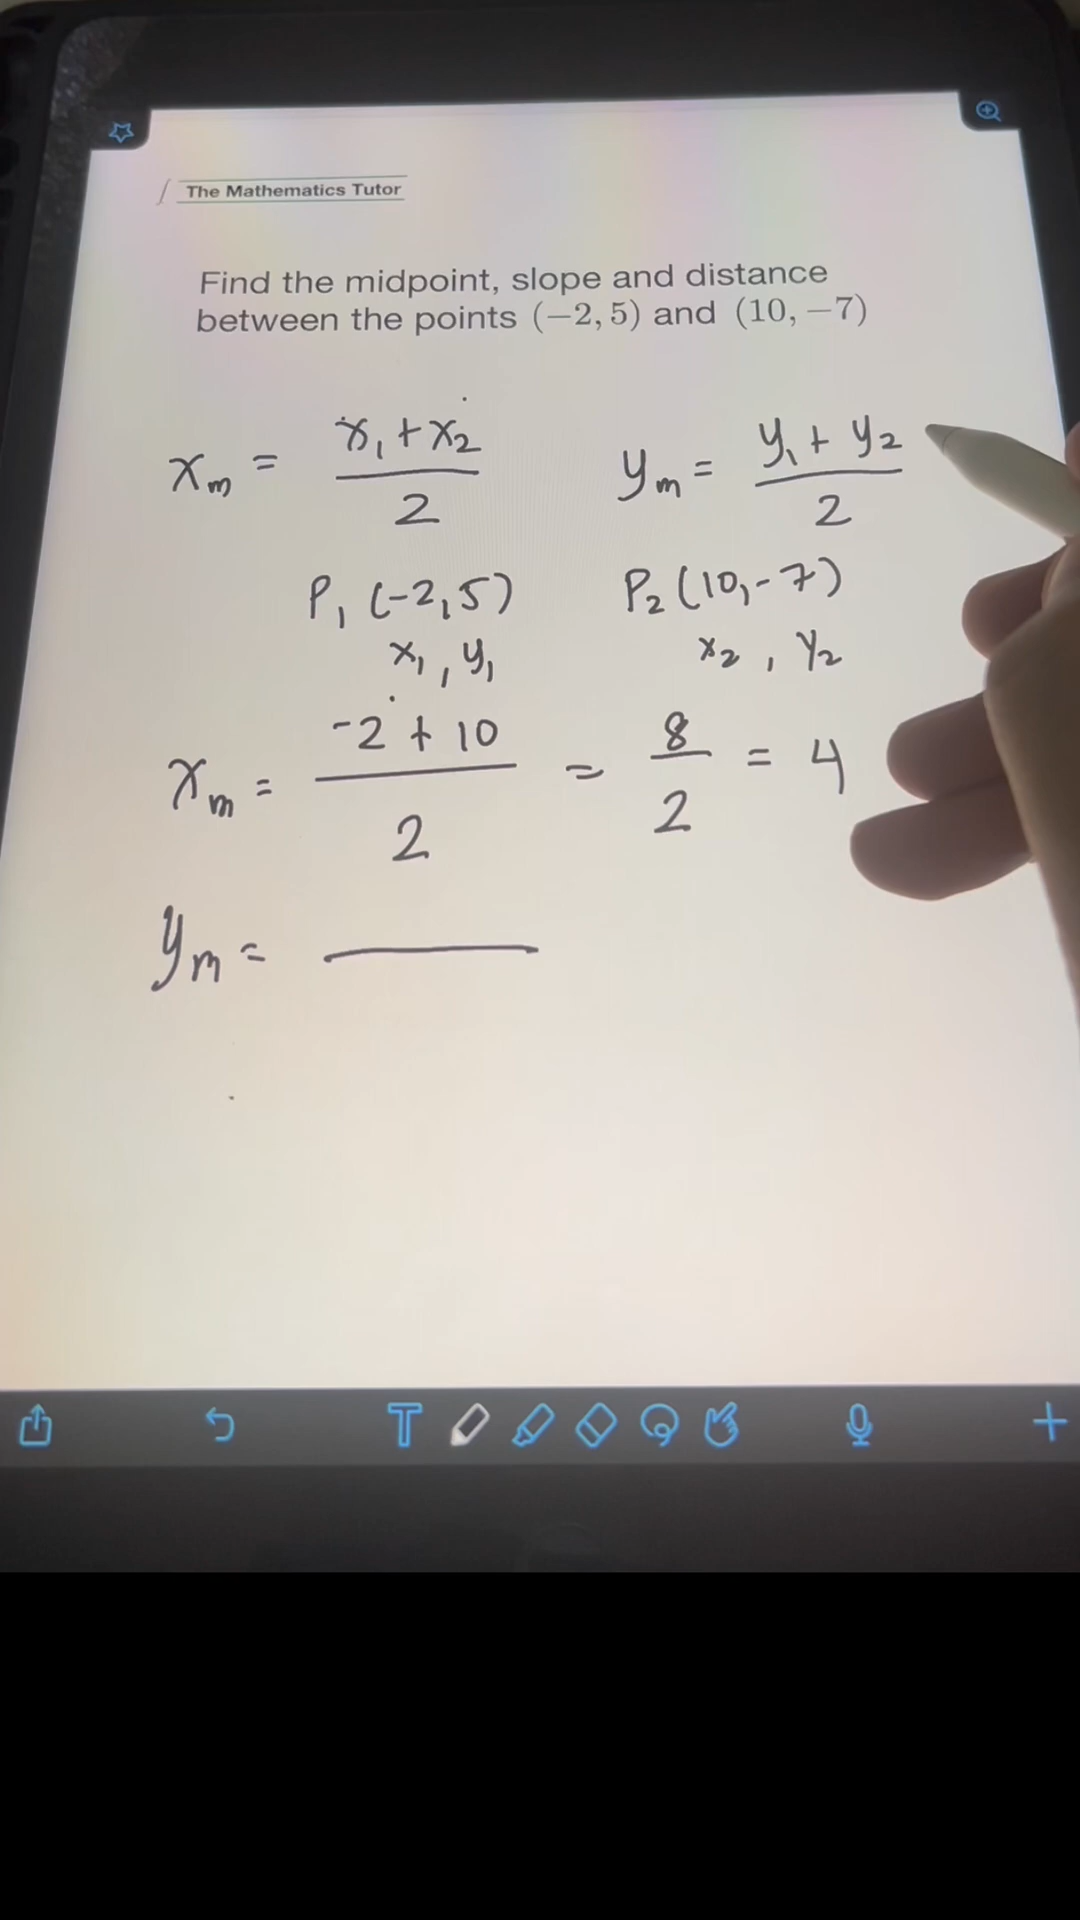 The Mathematics Tutor
Find the midpoint, slope and distance
between the points (−2, 5) and (10, −7)
xₘ = (x₁ + x₂)/2    yₘ = (y₁ + y₂)/2
P₁ (-2, 5)    P₂ (10, -7)
x₁, y₁    x₂, y₂
xₘ = (-2 + 10)/2 = 8/2 = 4
yₘ =
T